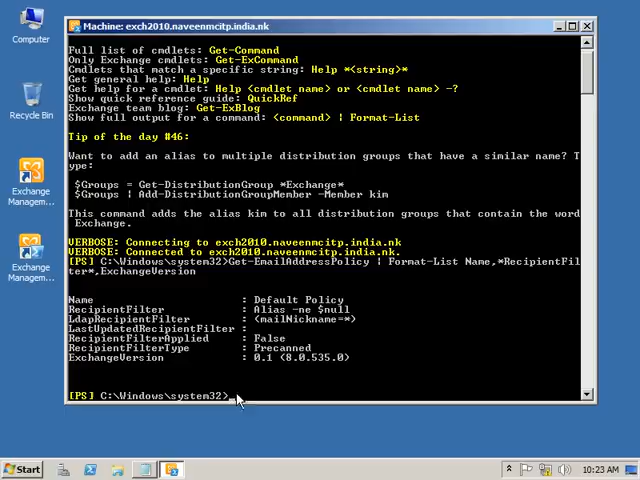 Machine: exch2010.naveenmcitp.india.nk
Computer
Recycle Bin
Exchange
Managem...
Exchange
Managem...
Full list of cmdlets: Get-Command
Only Exchange cmdlets: Get-ExCommand
Cmdlets that match a specific string: Help *<string>*
Get general help: Help
Get help for a cmdlet: Help <cmdlet name> or <cmdlet name> -?
Show quick reference guide: QuickRef
Exchange team blog: Get-ExBlog
Show full output for a command: <command> | Format-List
Tip of the day #46:
Want to add an alias to multiple distribution groups that have a similar name? T
ype:
$Groups = Get-DistributionGroup *Exchange*
$Groups | Add-DistributionGroupMember -Member kim
This command adds the alias kim to all distribution groups that contain the word
Exchange.
VERBOSE: Connecting to exch2010.naveenmcitp.india.nk
VERBOSE: Connected to exch2010.naveenmcitp.india.nk.
[PS] C:\Windows\system32>Get-EmailAddressPolicy | Format-List Name,*RecipientFil
ter*,ExchangeVersion
Name : Default Policy
RecipientFilter : Alias -ne $null
LdapRecipientFilter : (mailNickname=*)
LastUpdatedRecipientFilter :
RecipientFilterApplied : False
RecipientFilterType : Precanned
ExchangeVersion : 0.1 (8.0.535.0)
[PS] C:\Windows\system32>_
Start
10:23 AM